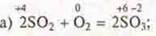 +4 0 +6 -2
a) 2SO₂ + O₂ = 2SO₃;